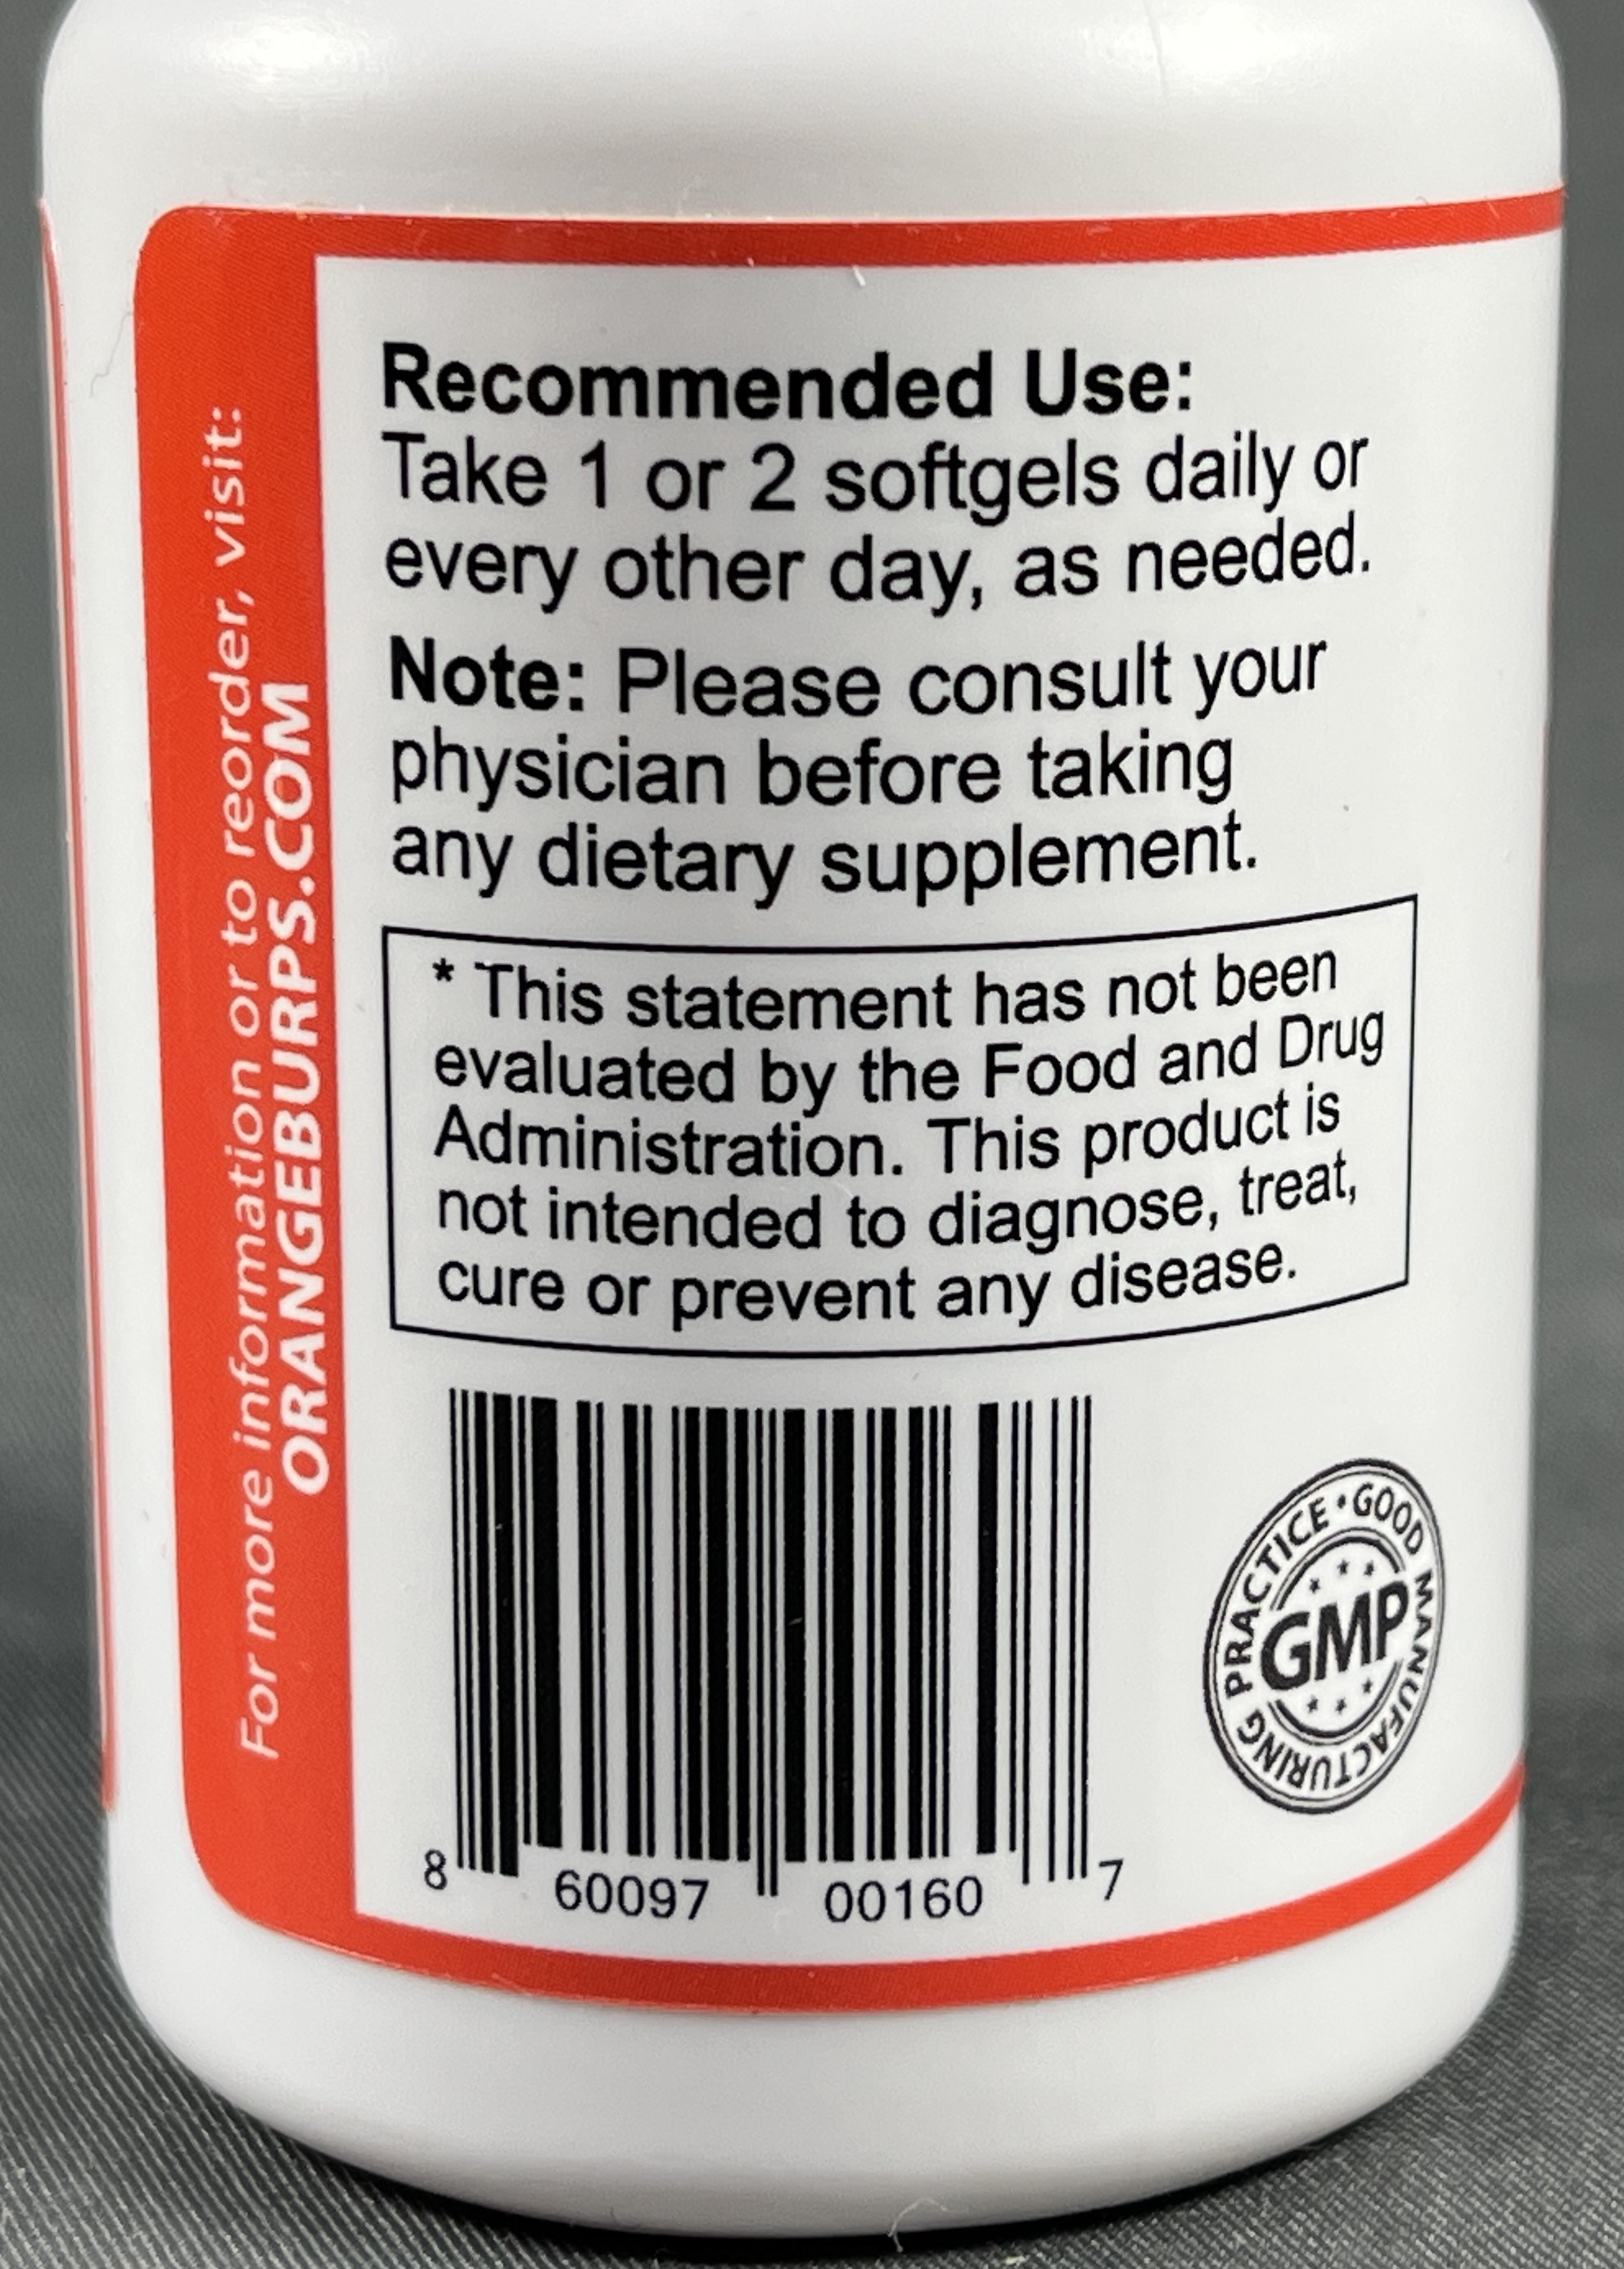 For more information or to reorder, visit:
ORANGEBURPS.COM
Recommended Use:
Take 1 or 2 softgels daily or
every other day, as needed.
Note: Please consult your
physician before taking
any dietary supplement.
* This statement has not been
evaluated by the Food and Drug
Administration. This product is
not intended to diagnose, treat,
cure or prevent any disease.
8 60097 00160 7
GOOD MANUFACTURING PRACTICE
GMP